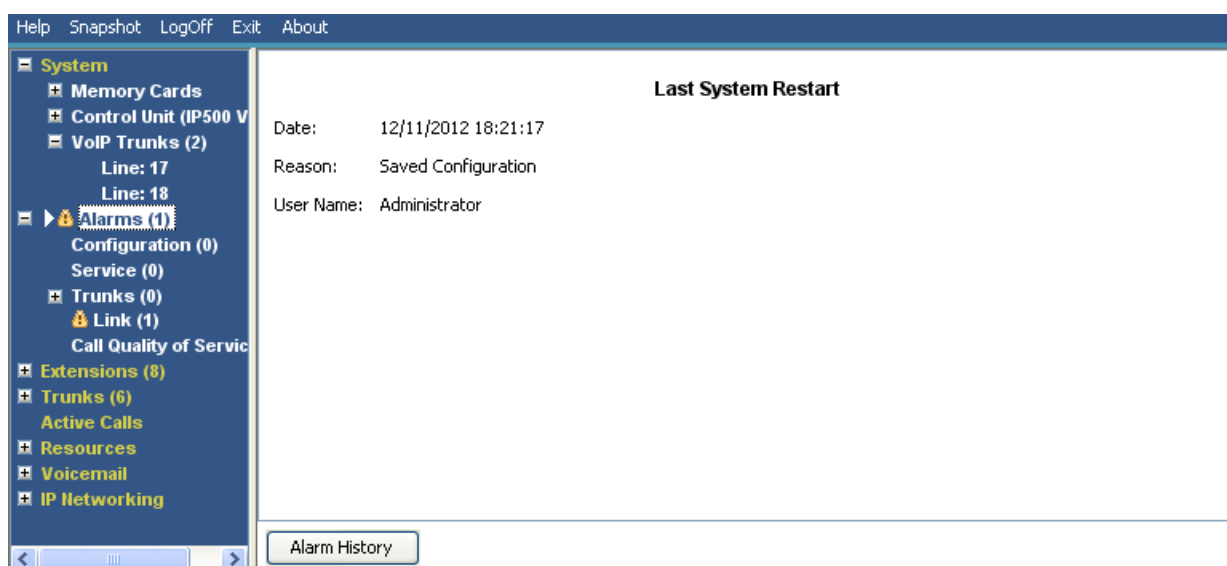 Help Snapshot LogOff Exit About
System
Memory Cards
Control Unit (IP500 V
VoIP Trunks (2)
Line: 17
Line: 18
Alarms (1)
Configuration (0)
Service (0)
Trunks (0)
Link (1)
Call Quality of Servic
Extensions (8)
Trunks (6)
Active Calls
Resources
Voicemail
IP Networking
Last System Restart
Date: 12/11/2012 18:21:17
Reason: Saved Configuration
User Name: Administrator
Alarm History